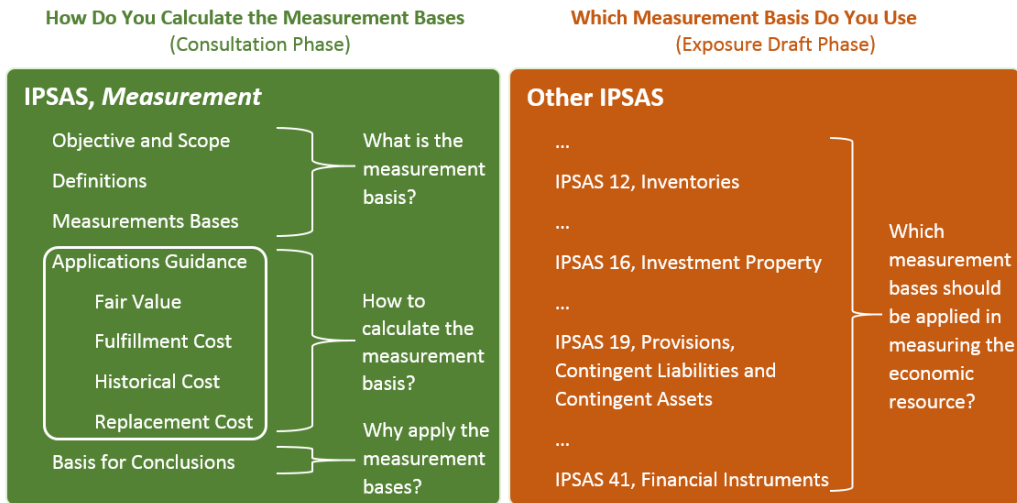 How Do You Calculate the Measurement Bases
(Consultation Phase)
IPSAS, Measurement
Objective and Scope
Definitions
Measurements Bases
What is the
measurement
basis?
Applications Guidance
Fair Value
Fulfillment Cost
Historical Cost
Replacement Cost
How to
calculate the
measurement
basis?
Basis for Conclusions
Why apply the
measurement
bases?
Which Measurement Basis Do You Use
(Exposure Draft Phase)
Other IPSAS
...
IPSAS 12, Inventories
...
IPSAS 16, Investment Property
...
IPSAS 19, Provisions,
Contingent Liabilities and
Contingent Assets
...
IPSAS 41, Financial Instruments
Which
measurement
bases should
be applied in
measuring the
economic
resource?